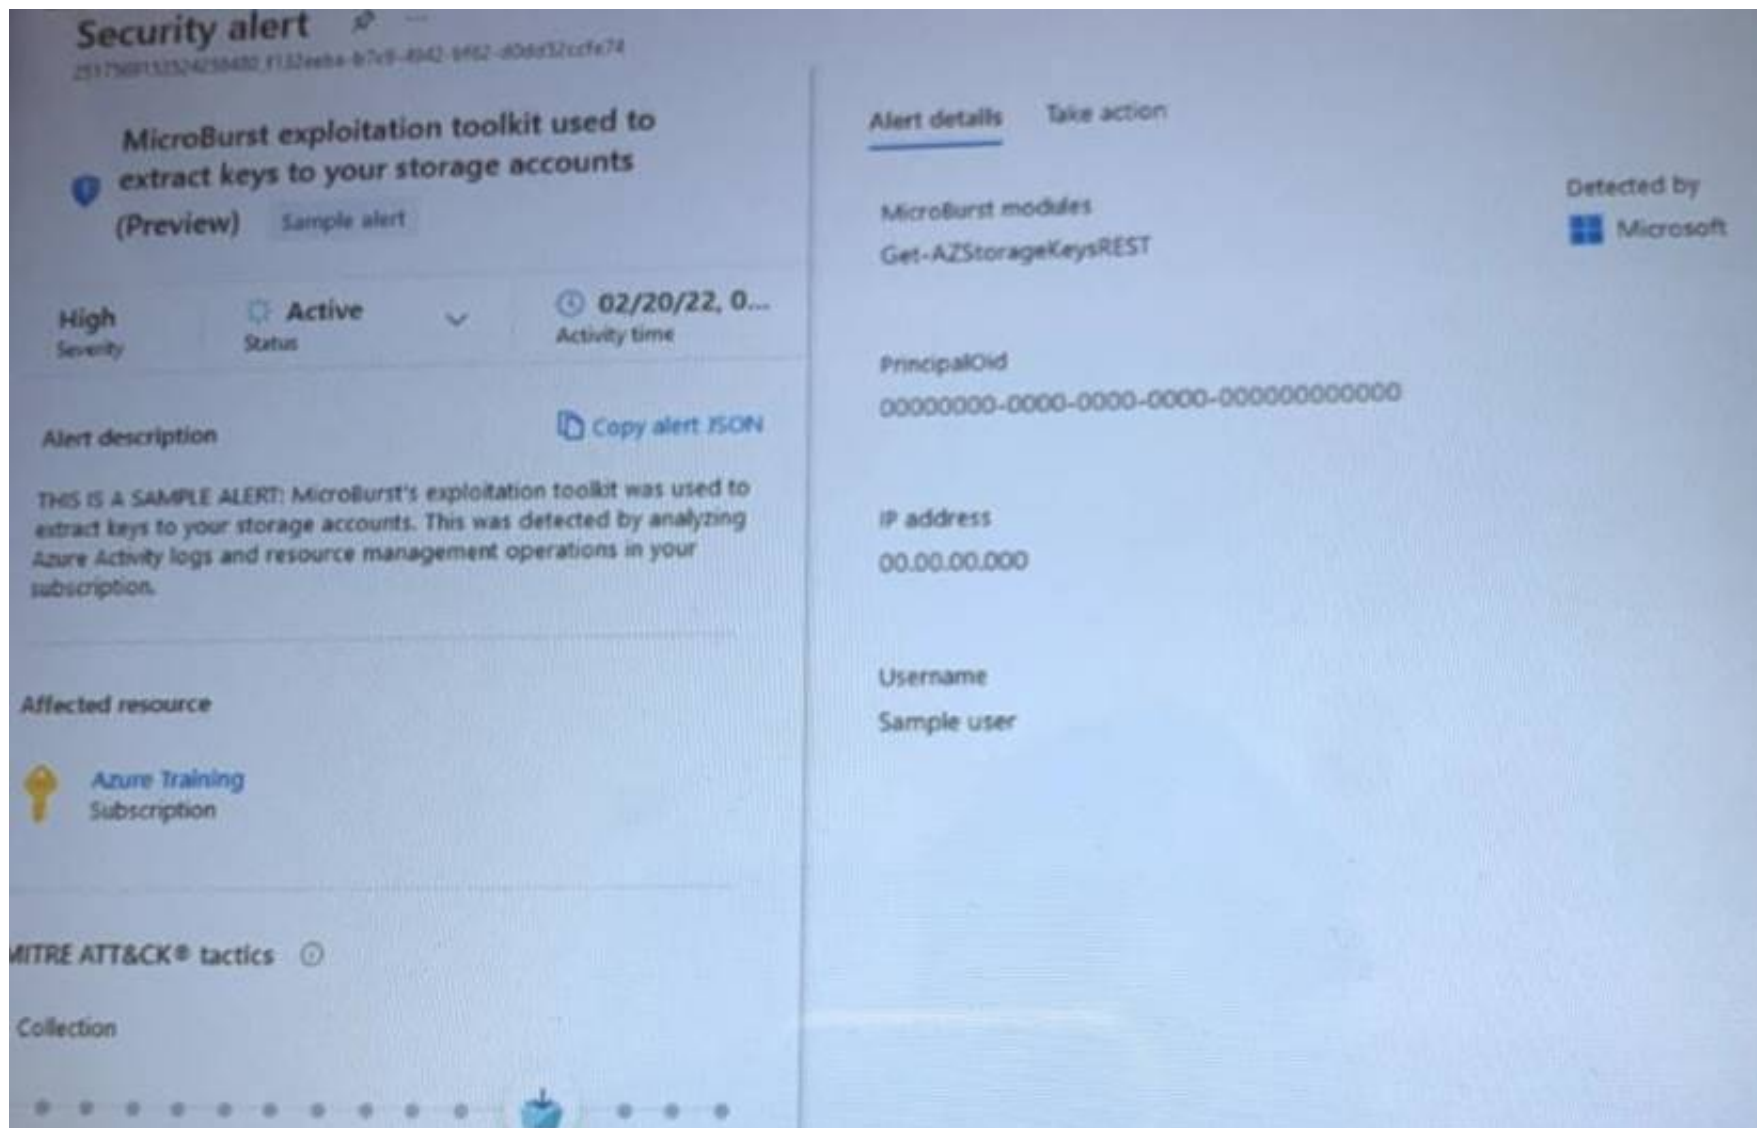 Security alert
MicroBurst exploitation toolkit used to
extract keys to your storage accounts
(Preview) Sample alert
High
Severity
Active
Status
02/20/22, 0...
Activity time
Alert description
Copy alert JSON
THIS IS A SAMPLE ALERT: MicroBurst's exploitation toolkit was used to
extract keys to your storage accounts. This was detected by analyzing
Azure Activity logs and resource management operations in your
subscription.
Affected resource
Azure Training
Subscription
MITRE ATT&CK® tactics
Collection
Alert details Take action
MicroBurst modules
Get-AZStorageKeysREST
Detected by
Microsoft
PrincipalOid
00000000-0000-0000-0000-000000000000
IP address
00.00.00.000
Username
Sample user